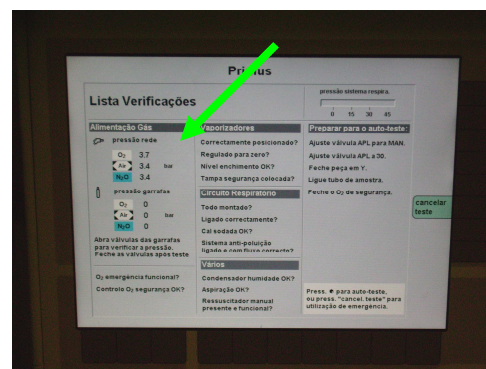 Primus
Lista Verificações
pressão sistema respira.
0 15 30 45
Alimentação Gás
pressão rede
O₂ 3.7
Air 3.4 bar
N₂O 3.4
pressão garrafas
O₂ 0
Air 0 bar
N₂O 0
Abra válvulas das garrafas
para verificar a pressão.
Feche as válvulas após teste
O₂ emergência funcional?
Controlo O₂ segurança OK?
Vaporizadores
Correctamente posicionado?
Regulado para zero?
Nível enchimento OK?
Tampa segurança colocada?
Circuito Respiratório
Todo montado?
Ligado correctamente?
Cal sodada OK?
Sistema anti-poluição
ligado e com fluxo correcto?
Vários
Condensador humidade OK?
Aspiração OK?
Ressuscitador manual
presente e funcional?
Preparar para o auto-teste:
Ajuste válvula APL para MAN.
Ajuste válvula APL a 30.
Feche peça em Y.
Ligue tubo de amostra.
Feche o O₂ de segurança.
Press. para auto-teste,
ou press. "cancel. teste" para
utilização de emergência.
cancelar
teste